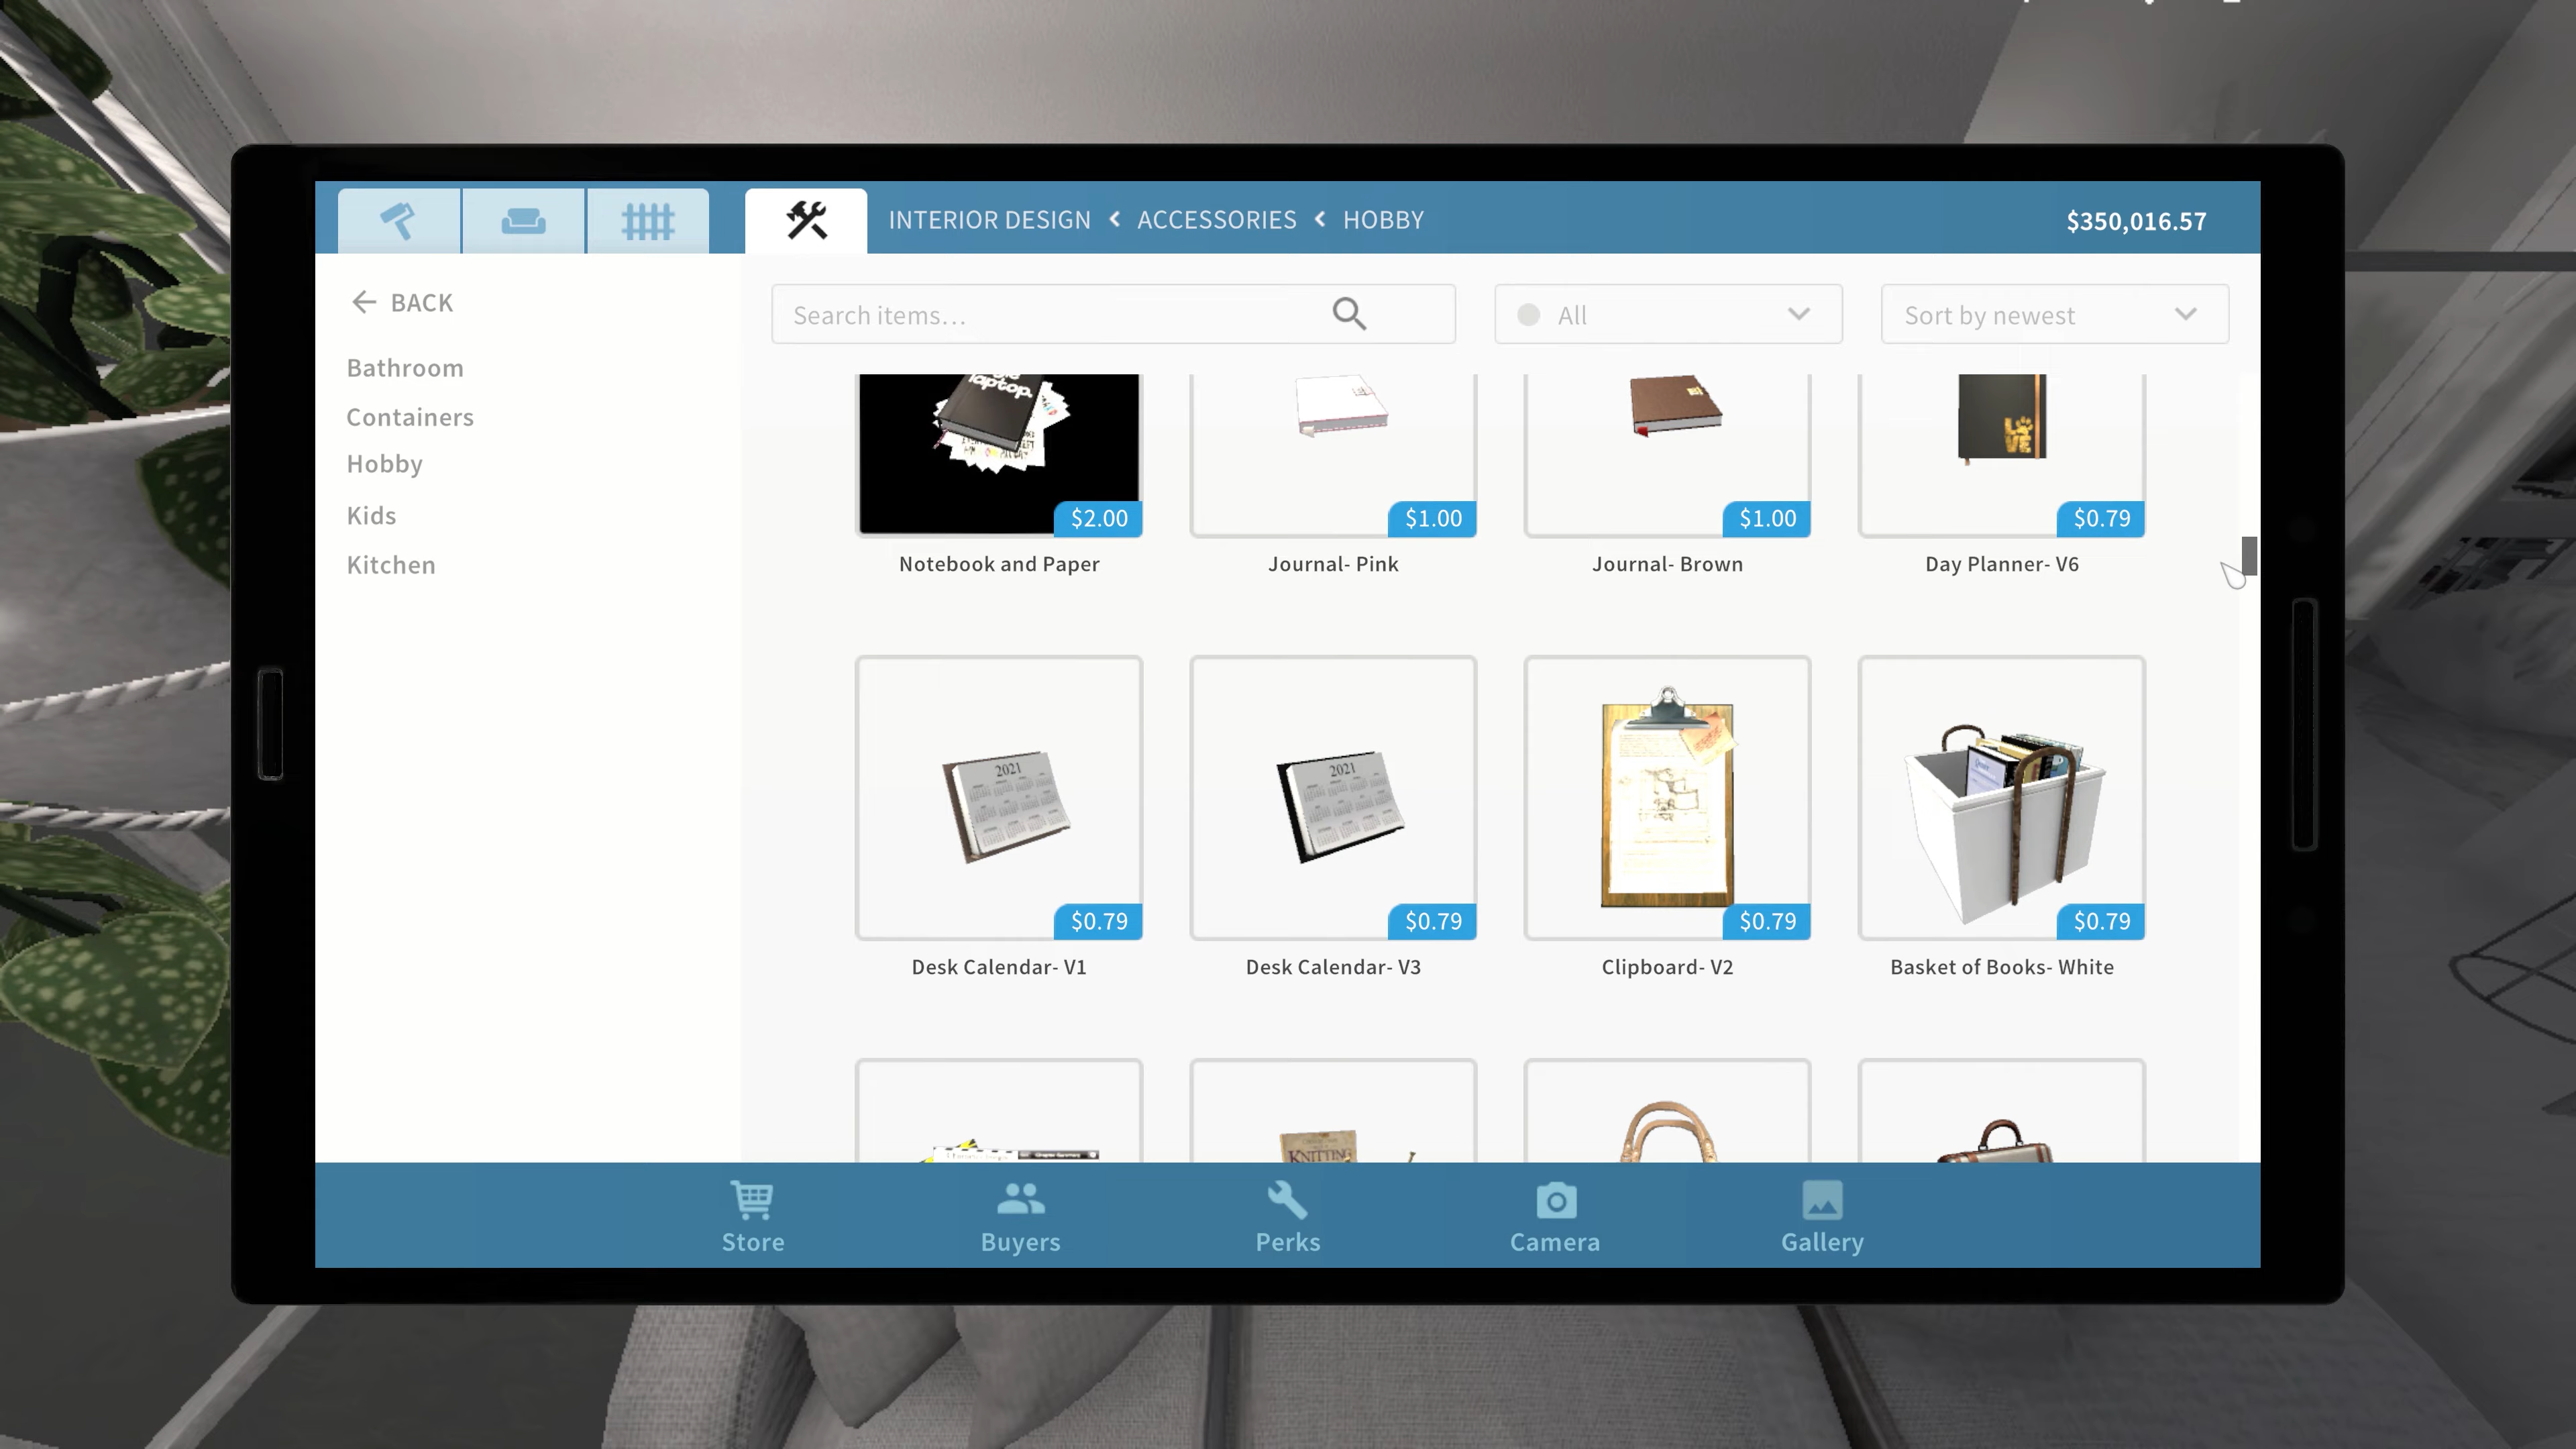 INTERIOR DESIGN < ACCESSORIES < HOBBY
$350,016.57
BACK
Search items...
All
Sort by newest
Bathroom
Containers
Hobby
Kids
Kitchen
laptop.
LOVE
$2.00
$1.00
$1.00
$0.79
Notebook and Paper
Journal- Pink
Journal- Brown
Day Planner- V6
2021
2021
$0.79
$0.79
$0.79
$0.79
Desk Calendar- V1
Desk Calendar- V3
Clipboard- V2
Basket of Books- White
KNITTING
Store
Buyers
Perks
Camera
Gallery